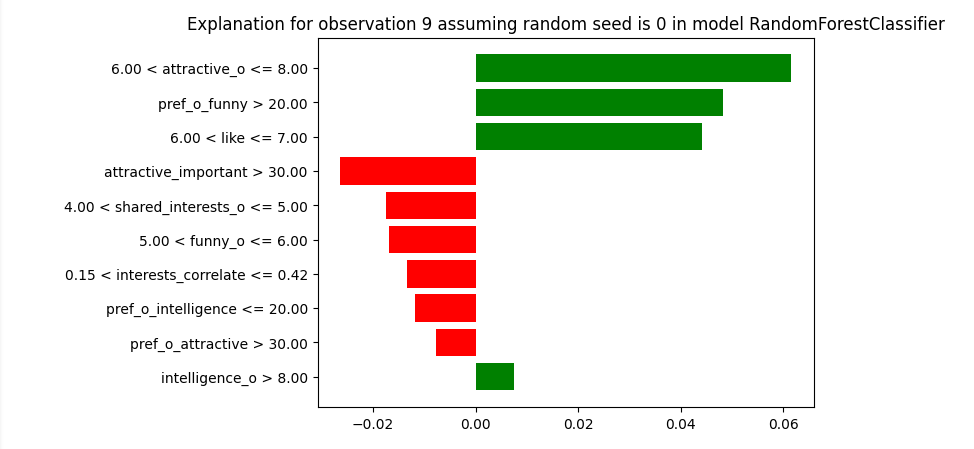 Explanation for observation 9 assuming random seed is 0 in model RandomForestClassifier
6.00 < attractive_o <= 8.00
pref_o_funny > 20.00
6.00 < like <= 7.00
attractive_important > 30.00
4.00 < shared_interests_o <= 5.00
5.00 < funny_o <= 6.00
0.15 < interests_correlate <= 0.42
pref_o_intelligence <= 20.00
pref_o_attractive > 30.00
intelligence_o > 8.00
−0.02 0.00 0.02 0.04 0.06